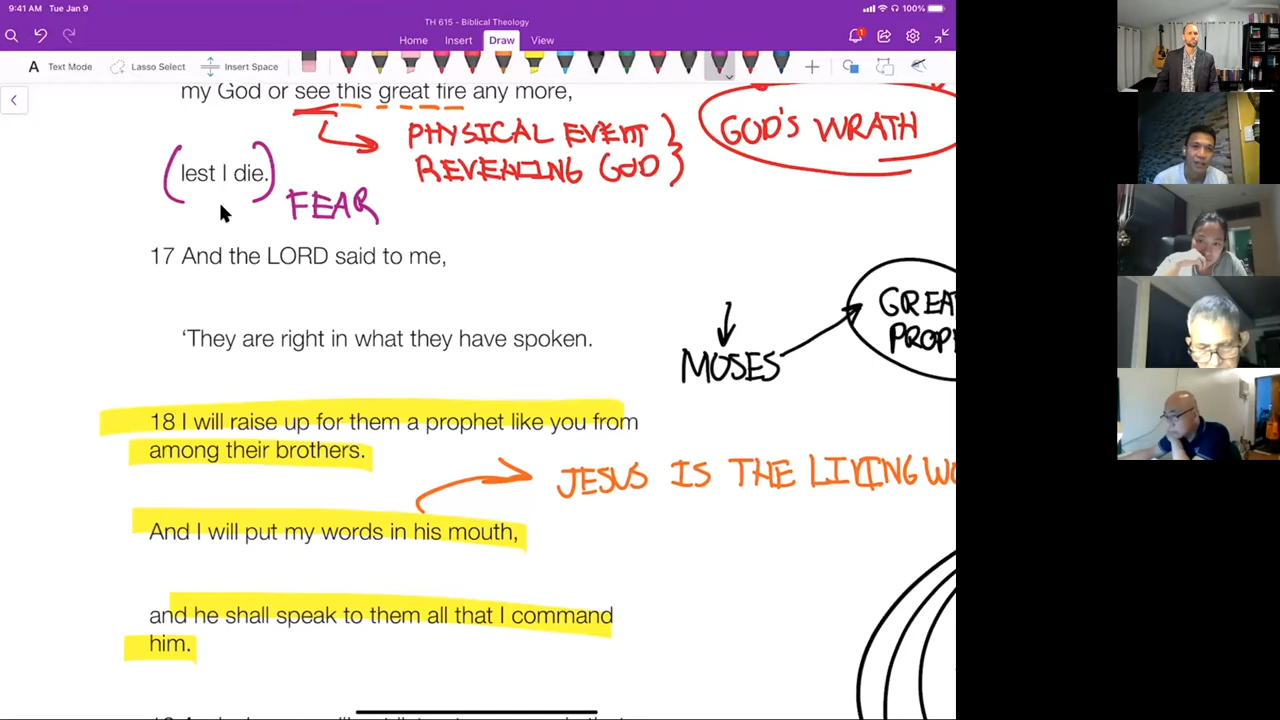 9:41 AM Tue Jan 9
100%
TH 615 - Biblical Theology
Home Insert Draw View
1
A Text Mode Lasso Select Insert Space
my God or see this great fire any more,
PHYSICAL EVENT
REVEALING GOD
GOD'S WRATH
(lest I die.)
FEAR
17 And the LORD said to me,
GREA
PROP
‘They are right in what they have spoken.
MOSES
18 I will raise up for them a prophet like you from
among their brothers.
JESUS IS THE LIVING WO
And I will put my words in his mouth,
and he shall speak to them all that I command
him.